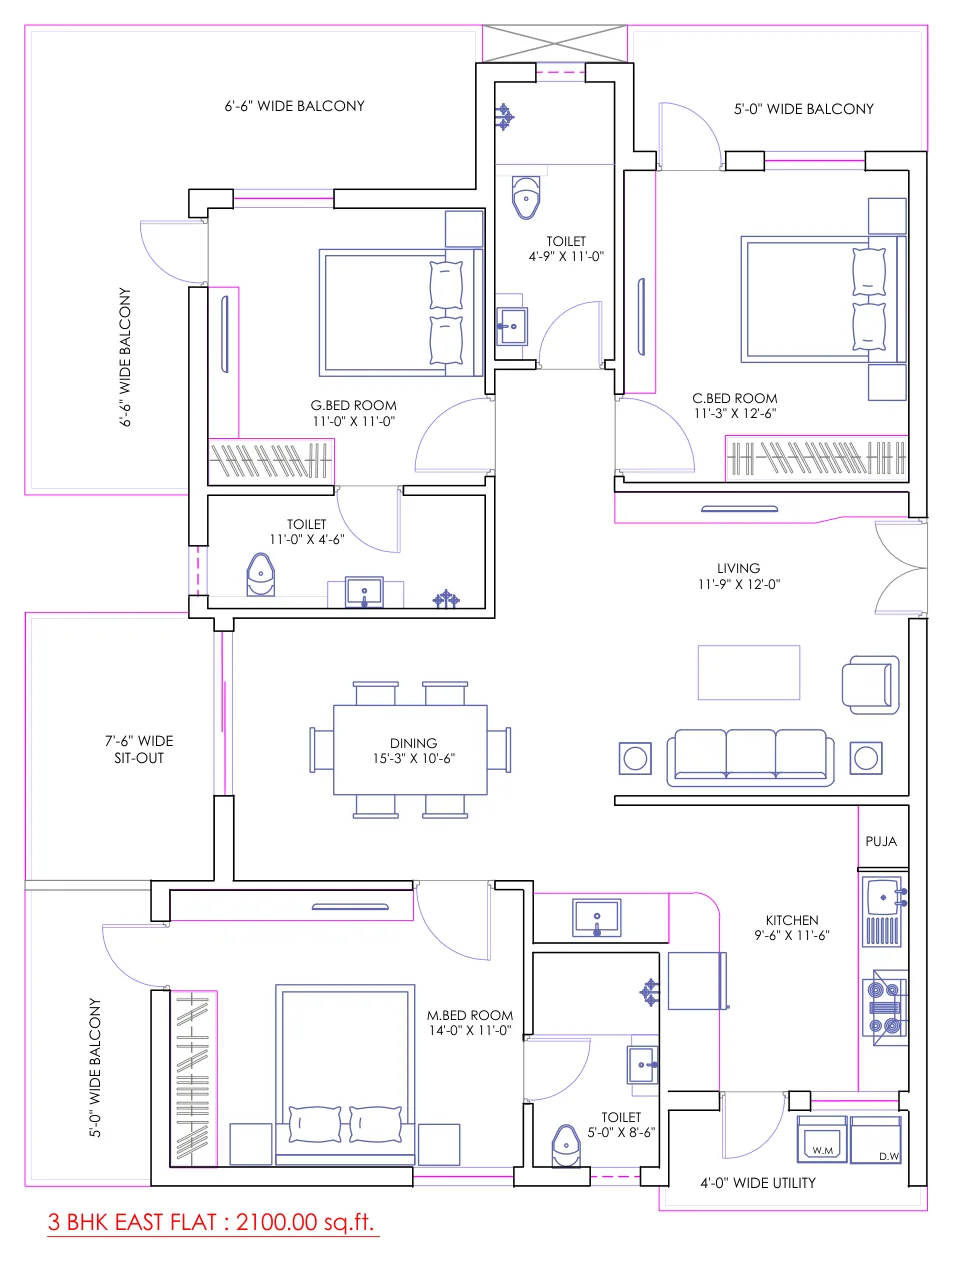 6'-6" WIDE BALCONY
5'-0" WIDE BALCONY
TOILET
4'-9" X 11'-0"
6'-6" WIDE BALCONY
G.BED ROOM
11'-0" X 11'-0"
C.BED ROOM
11'-3" X 12'-6"
TOILET
11'-0" X 4'-6"
LIVING
11'-9" X 12'-0"
7'-6" WIDE
SIT-OUT
DINING
15'-3" X 10'-6"
PUJA
KITCHEN
9'-6" X 11'-6"
5'-0" WIDE BALCONY
M.BED ROOM
14'-0" X 11'-0"
TOILET
5'-0" X 8'-6"
W.M
D.W
4'-0" WIDE UTILITY
3 BHK EAST FLAT : 2100.00 sq.ft.